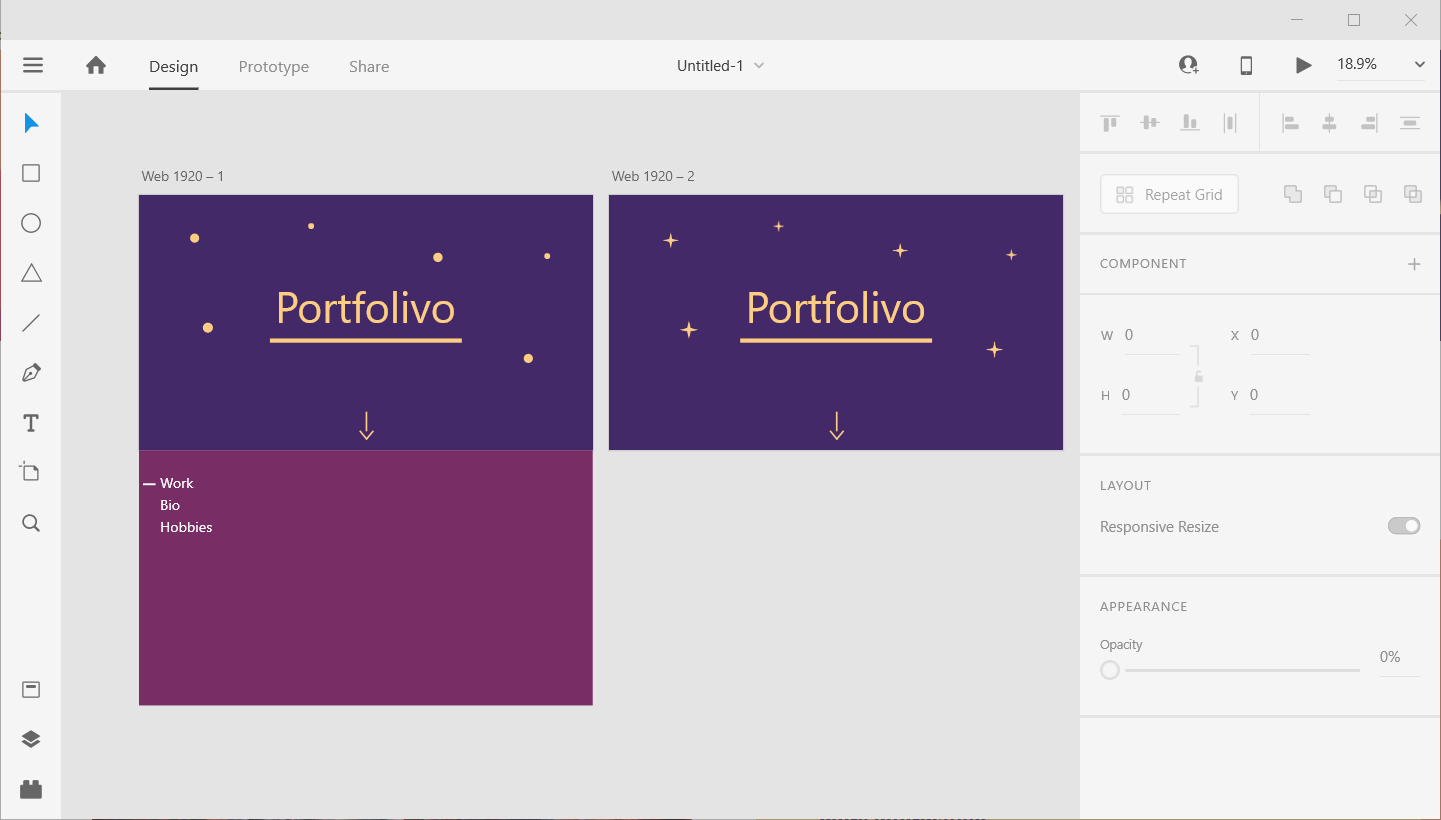 Design Prototype Share Untitled-1 18.9%
Web 1920 – 1 Web 1920 – 2
Portfolivo Portfolivo
Work
Bio
Hobbies
Repeat Grid
COMPONENT
W 0 X 0
H 0 Y 0
LAYOUT
Responsive Resize
APPEARANCE
Opacity
0%